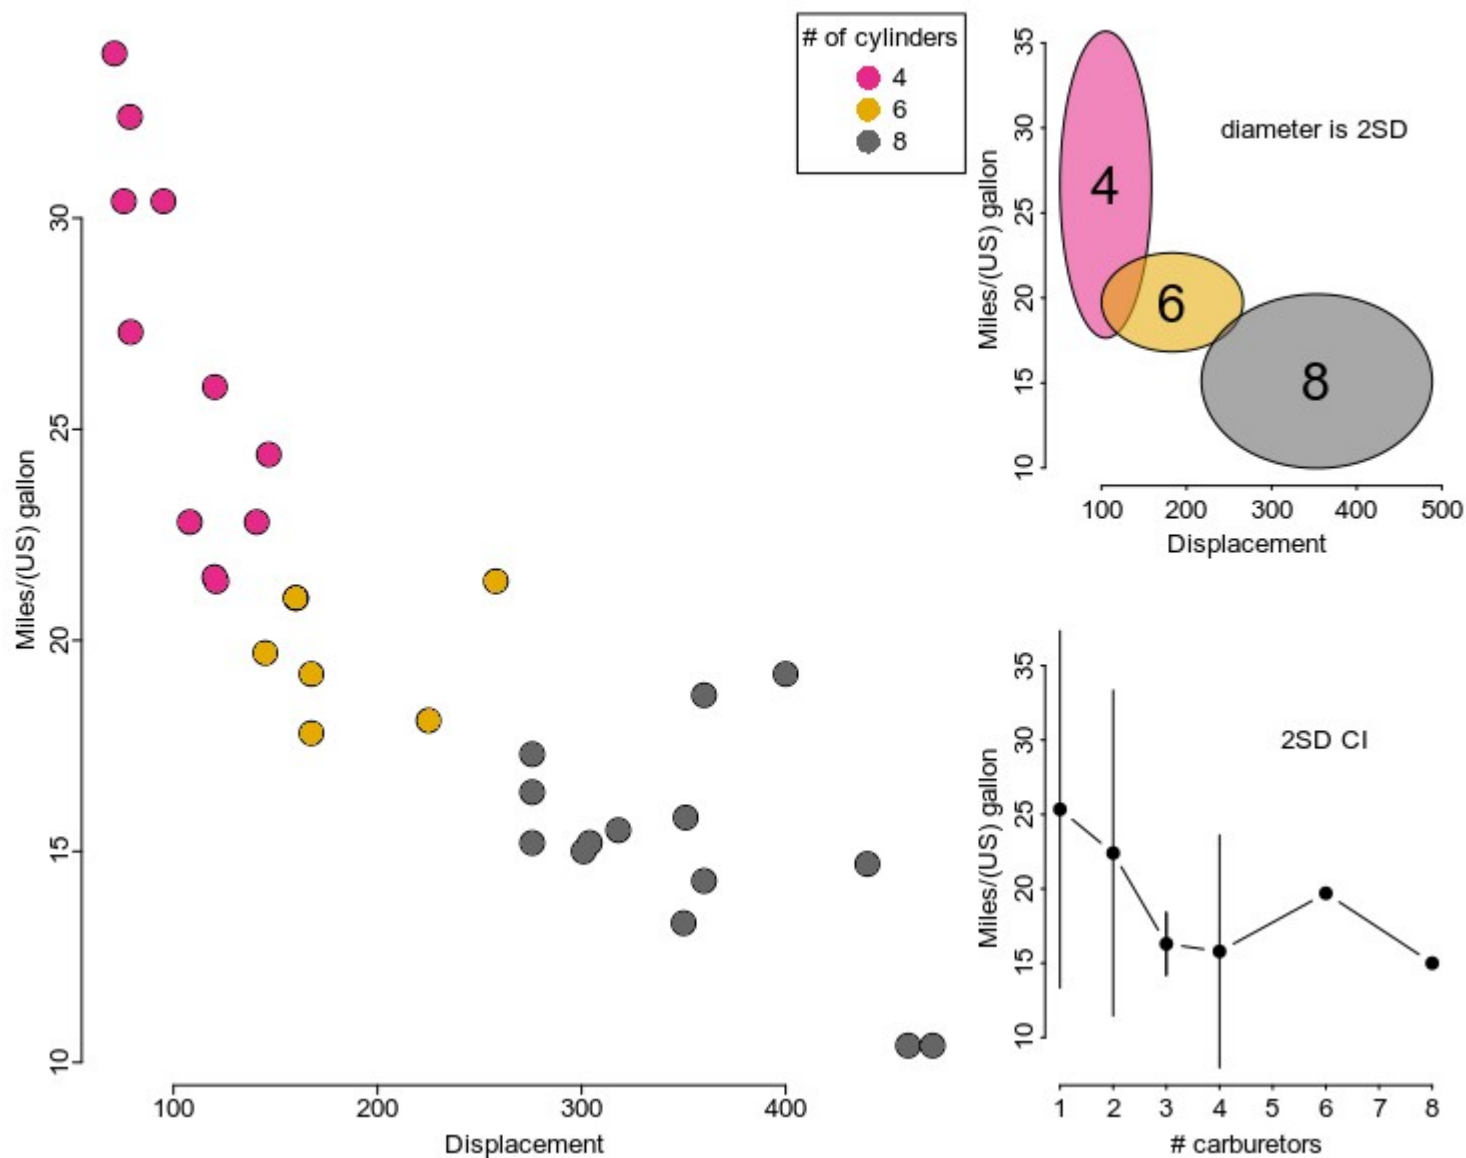 # of cylinders
4
6
8
Miles/(US) gallon
30
25
20
15
10
100 200 300 400
Displacement
diameter is 2SD
4
6
8
Miles/(US) gallon
35
30
25
20
15
10
100 200 300 400 500
Displacement
2SD CI
Miles/(US) gallon
35
30
25
20
15
10
1 2 3 4 5 6 7 8
# carburetors